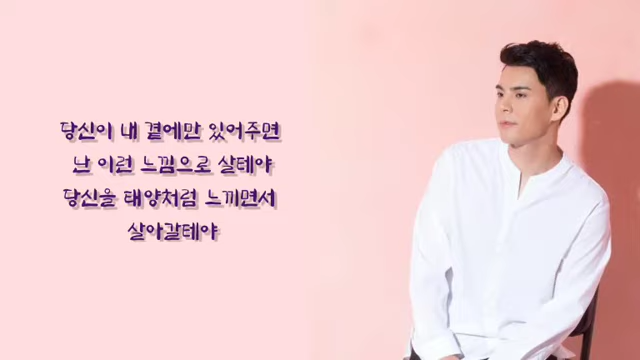 당신이 내 곁에만 있어주면
난 이런 느낌으로 살테야
당신을 태양처럼 느끼면서
살아갈테야